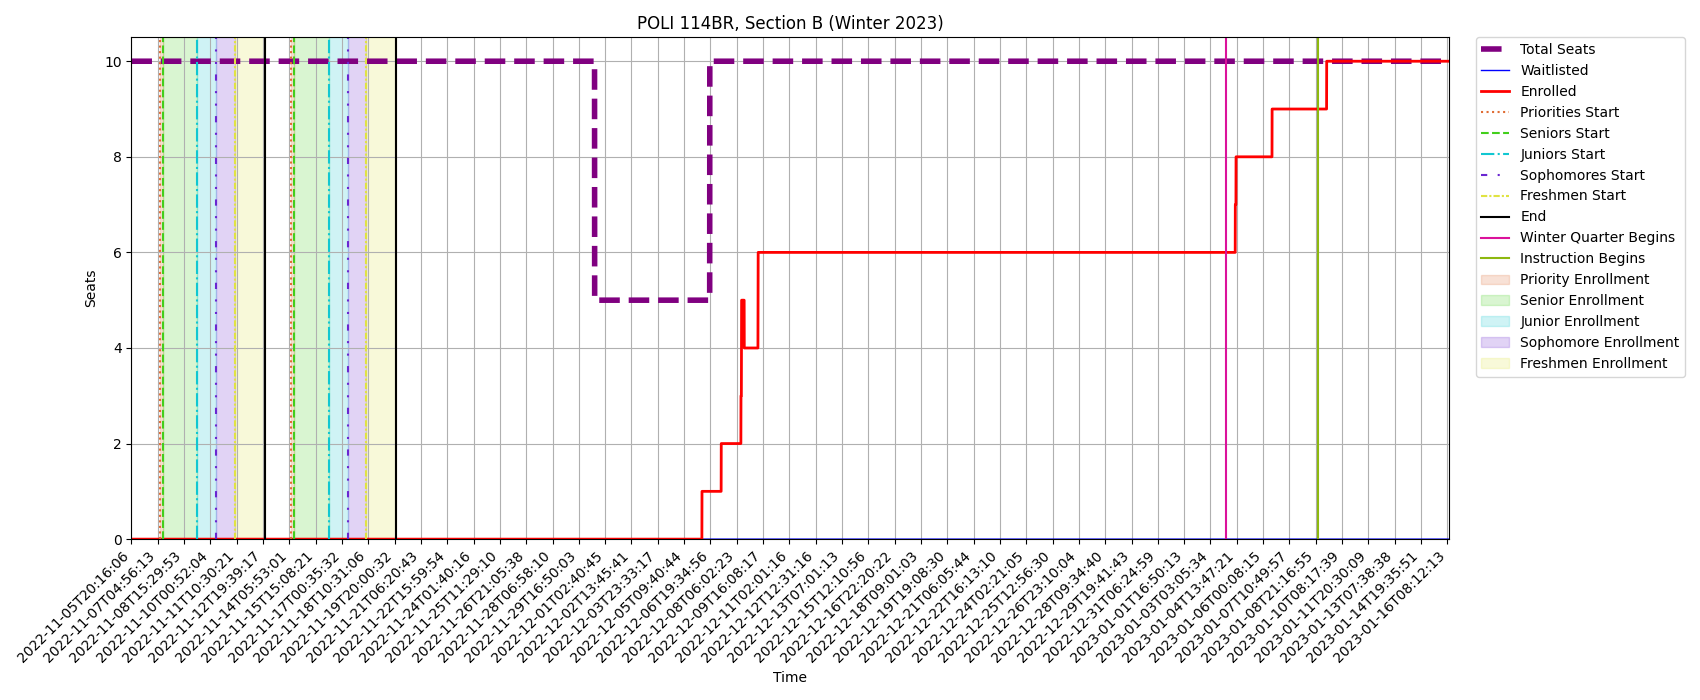 POLI 114BR, Section B (Winter 2023)
Seats
10
8
6
4
2
0
2022-11-05T20:16:06
2022-11-07T04:56:13
2022-11-08T15:29:53
2022-11-10T00:52:04
2022-11-11T10:30:21
2022-11-12T19:39:17
2022-11-14T05:53:01
2022-11-15T15:08:21
2022-11-17T00:35:32
2022-11-18T10:31:06
2022-11-19T20:00:32
2022-11-21T06:20:43
2022-11-22T15:59:54
2022-11-24T01:40:16
2022-11-25T11:29:10
2022-11-26T21:05:38
2022-11-28T06:58:10
2022-11-29T16:50:03
2022-12-01T02:40:45
2022-12-02T13:45:41
2022-12-03T23:33:17
2022-12-05T09:40:44
2022-12-06T19:34:56
2022-12-08T06:02:23
2022-12-09T16:08:17
2022-12-11T02:01:16
2022-12-12T12:31:16
2022-12-13T07:01:13
2022-12-15T12:10:56
2022-12-16T22:20:22
2022-12-18T09:01:03
2022-12-19T19:08:30
2022-12-21T06:05:44
2022-12-22T16:13:10
2022-12-24T02:21:05
2022-12-25T12:56:30
2022-12-26T23:10:04
2022-12-28T09:34:40
2022-12-29T19:41:43
2022-12-31T06:24:59
2023-01-01T16:50:13
2023-01-03T03:05:34
2023-01-04T13:47:21
2023-01-06T00:08:15
2023-01-07T10:49:57
2023-01-08T21:16:55
2023-01-10T08:17:39
2023-01-11T20:30:09
2023-01-13T07:38:38
2023-01-14T19:35:51
2023-01-16T08:12:13
Time
Total Seats
Waitlisted
Enrolled
Priorities Start
Seniors Start
Juniors Start
Sophomores Start
Freshmen Start
End
Winter Quarter Begins
Instruction Begins
Priority Enrollment
Senior Enrollment
Junior Enrollment
Sophomore Enrollment
Freshmen Enrollment